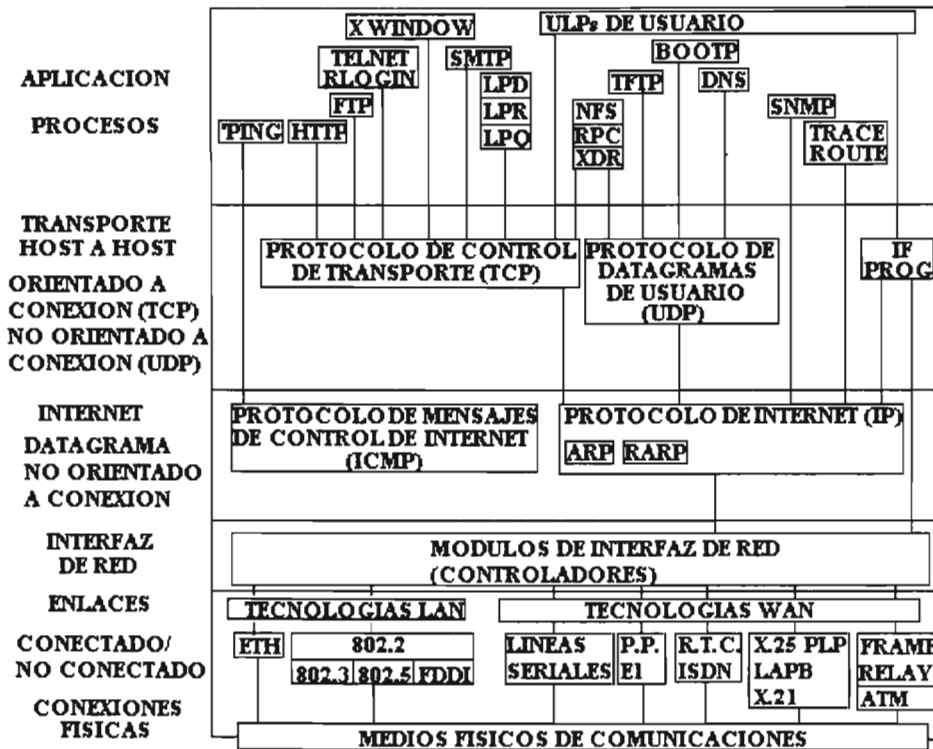 X WINDOW
ULPs DE USUARIO
APLICACION
PROCESOS
TELNET
RLOGIN
SMTP
BOOTP
FTP
LPD
LPR
LPQ
TFTP
DNS
NFS
RPC
XDR
SNMP
'PING
HTTP
TRACE
ROUTE
TRANSPORTE
HOST A HOST
ORIENTADO A
CONEXION (TCP)
NO ORIENTADO A
CONEXION (UDP)
PROTOCOLO DE CONTROL
DE TRANSPORTE (TCP)
PROTOCOLO DE
DATAGRAMAS
DE USUARIO
(UDP)
IF
PROG
INTERNET
DATAGRAMA
NO ORIENTADO
A CONEXION
PROTOCOLO DE MENSAJES
DE CONTROL DE INTERNET
(ICMP)
PROTOCOLO DE INTERNET (IP)
ARP
RARP
INTERFAZ
DE RED
MODULOS DE INTERFAZ DE RED
(CONTROLADORES)
ENLACES
CONECTADO/
NO CONECTADO
TECNOLOGIAS LAN
TECNOLOGIAS WAN
ETH
802.2
802.3
802.5
FDDI
LINEAS
SERIALES
P.P.
E1
R.T.C.
ISDN
X.25 PLP
LAPB
X.21
FRAME
RELAY
ATM
CONEXIONES
FISICAS
MEDIOS FISICOS DE COMUNICACIONES